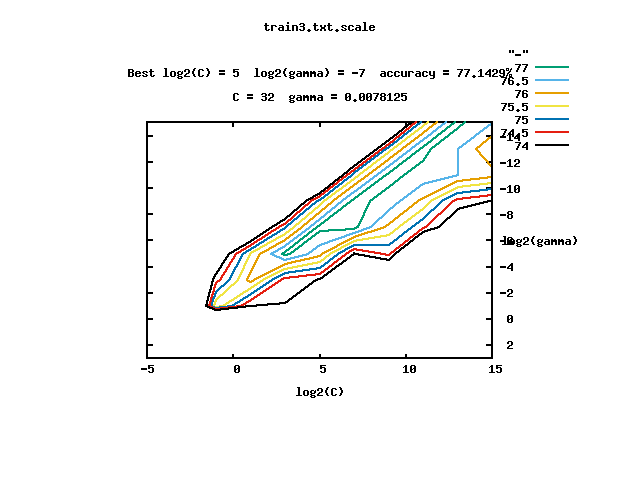 train3.txt.scale
"-"
Best log2(C) = 5  log2(gamma) = -7  accuracy = 77.1429%
77
76.5
76
C = 32  gamma = 0.0078125
75.5
75
74.5
74
-14
-12
-10
-8
-6
log2(gamma)
-4
-2
0
2
-5 0 5 10 15
log2(C)